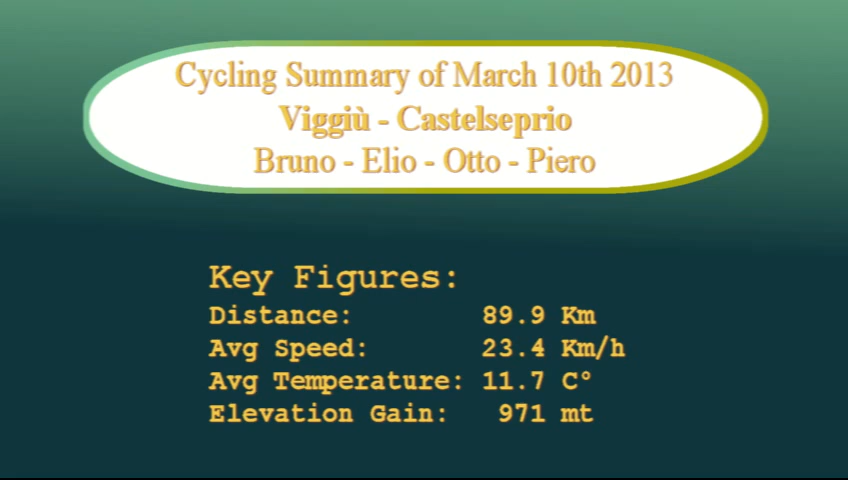 Cycling Summary of March 10th 2013
Viggiù - Castelseprio
Bruno - Elio - Otto - Piero
Key Figures:
Distance: 89.9 Km
Avg Speed: 23.4 Km/h
Avg Temperature: 11.7 C°
Elevation Gain: 971 mt